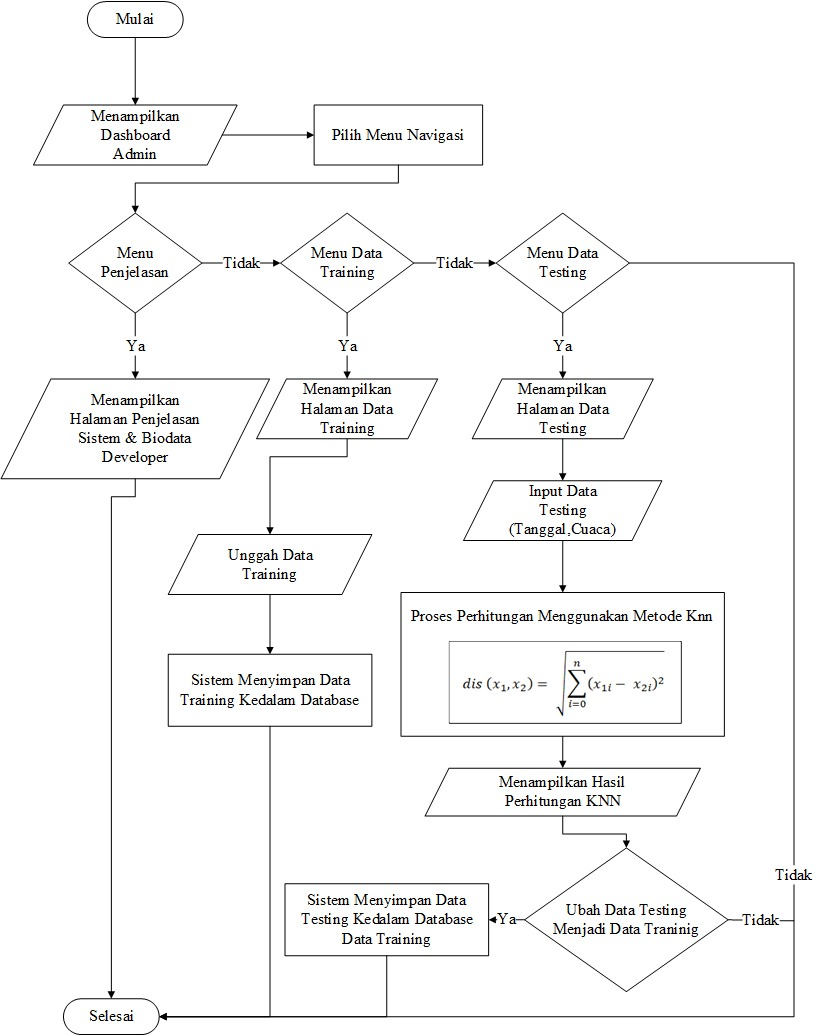 Mulai
Menampilkan
Dashboard
Admin
Pilih Menu Navigasi
Menu
Penjelasan
Tidak
Menu Data
Training
Tidak
Menu Data
Testing
Ya
Ya
Ya
Menampilkan
Halaman Penjelasan
Sistem & Biodata
Developer
Menampilkan
Halaman Data
Training
Menampilkan
Halaman Data
Testing
Input Data
Testing
(Tanggal,Cuaca)
Unggah Data
Training
Proses Perhitungan Menggunakan Metode Knn
dis (x₁,x₂) = √∑ⁿᵢ₌₀(x₁ᵢ − x₂ᵢ)²
Sistem Menyimpan Data
Training Kedalam Database
Menampilkan Hasil
Perhitungan KNN
Tidak
Sistem Menyimpan Data
Testing Kedalam Database
Data Training
Ya
Ubah Data Testing
Menjadi Data Traninig
Tidak
Selesai